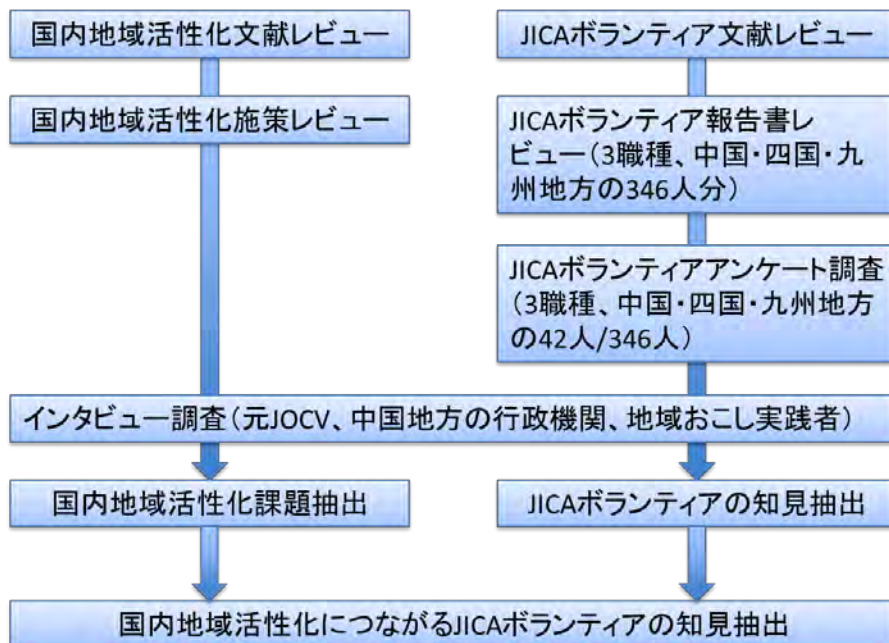 国内地域活性化文献レビュー
JICAボランティア文献レビュー
国内地域活性化施策レビュー
JICAボランティア報告書レ
ビュー(3職種、中国・四国・九
州地方の346人分)
JICAボランティアアンケート調査
(3職種、中国・四国・九州地方
の42人/346人)
インタビュー調査(元JOCV、中国地方の行政機関、地域おこし実践者)
国内地域活性化課題抽出
JICAボランティアの知見抽出
国内地域活性化につながるJICAボランティアの知見抽出